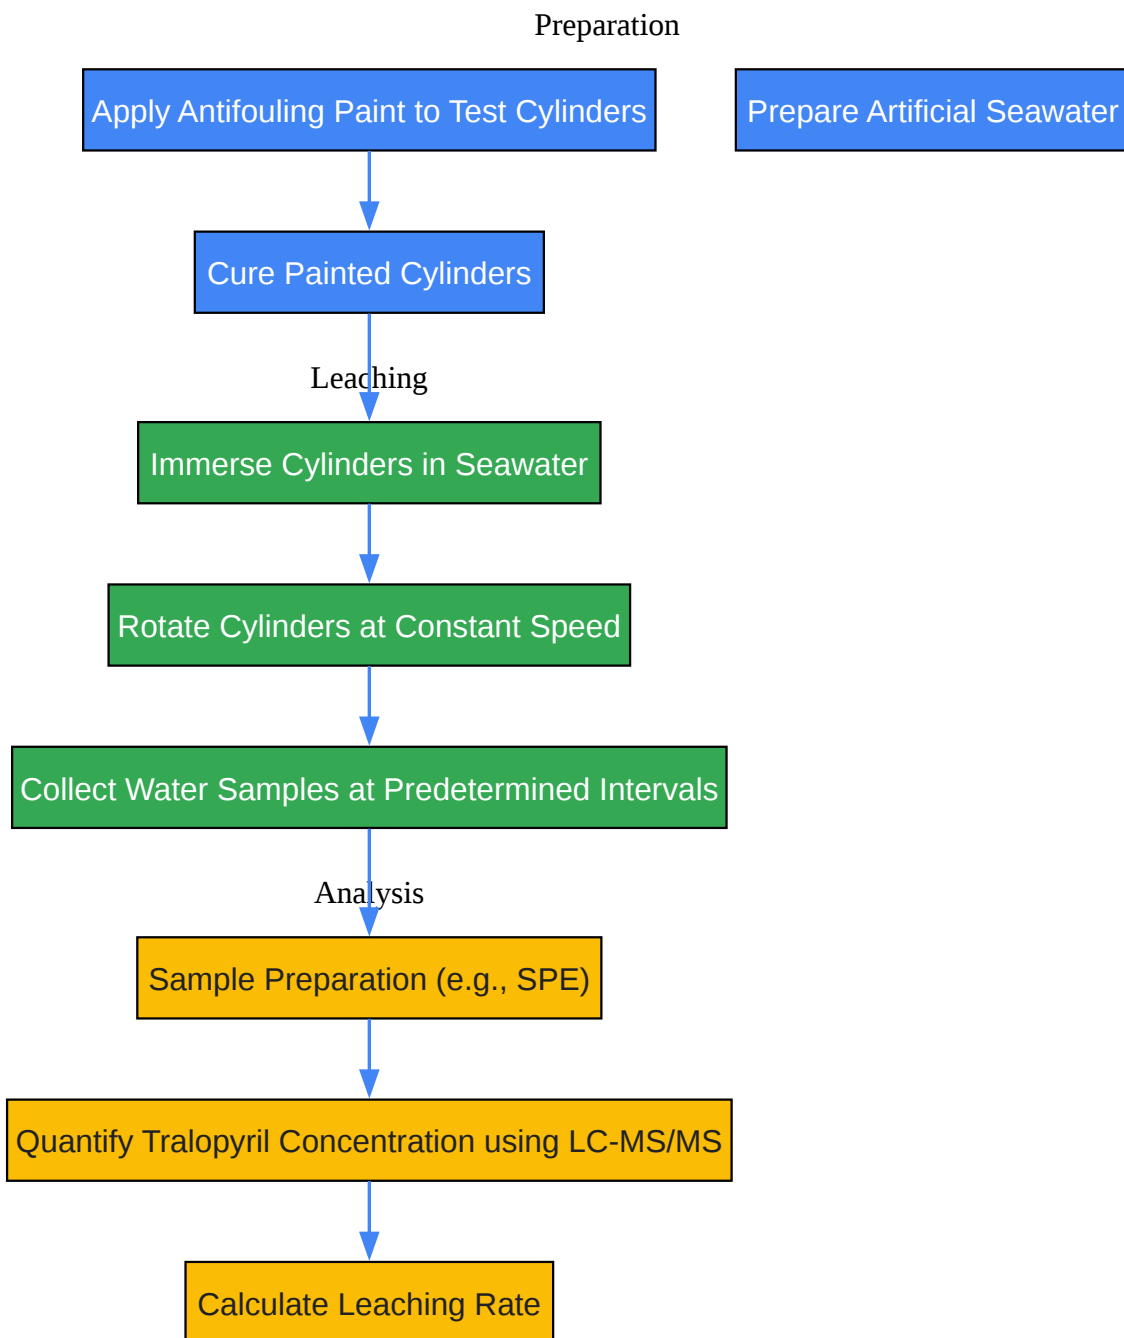 Preparation
Apply Antifouling Paint to Test Cylinders
Prepare Artificial Seawater
Cure Painted Cylinders
Leaching
Immerse Cylinders in Seawater
Rotate Cylinders at Constant Speed
Collect Water Samples at Predetermined Intervals
Analysis
Sample Preparation (e.g., SPE)
Quantify Tralopyril Concentration using LC-MS/MS
Calculate Leaching Rate